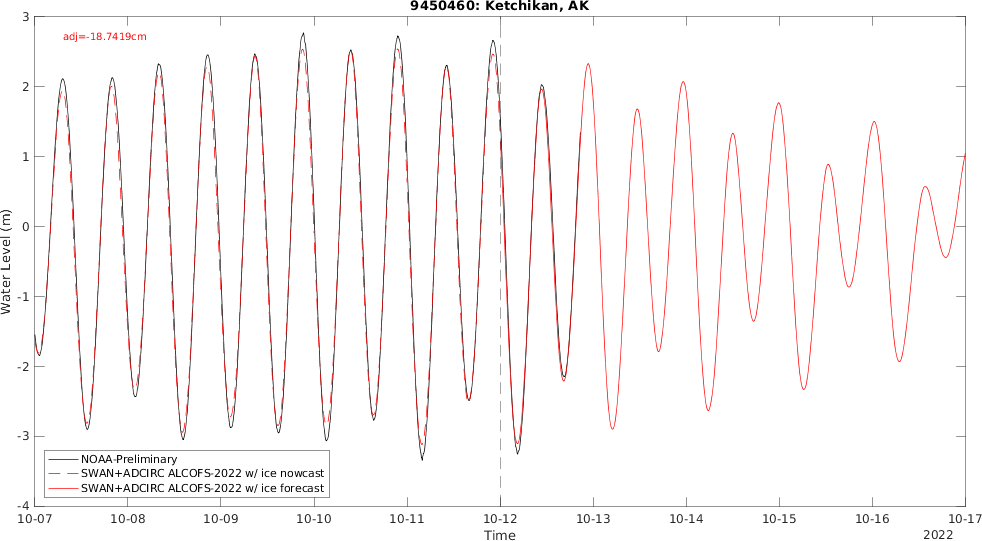 9450460: Ketchikan, AK
adj=-18.7419cm
3
2
1
0
-1
-2
-3
-4
Water Level (m)
NOAA-Preliminary
SWAN+ADCIRC ALCOFS-2022 w/ ice nowcast
SWAN+ADCIRC ALCOFS-2022 w/ ice forecast
10-07 10-08 10-09 10-10 10-11 10-12 10-13 10-14 10-15 10-16 10-17
Time
2022